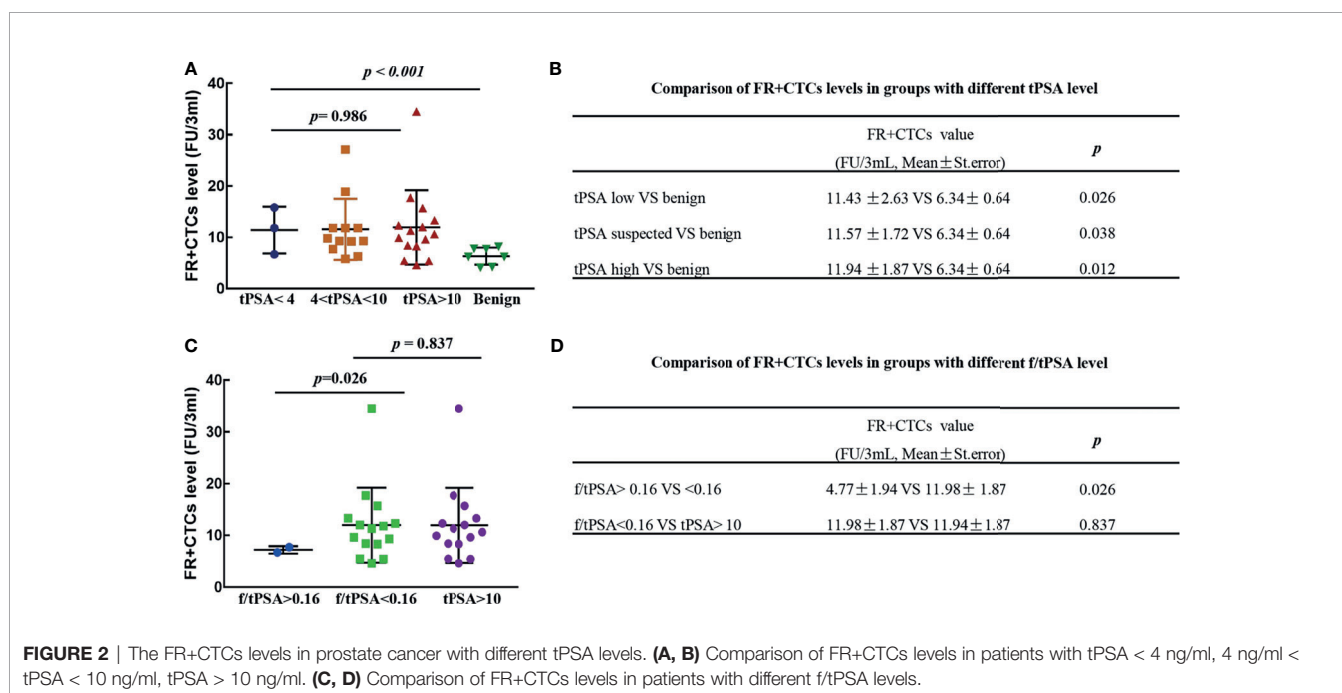 A
p < 0.001
p= 0.986
FR+CTCs level (FU/3ml)
40
30
20
10
0
tPSA< 4 4<tPSA<10 tPSA>10 Benign
B
Comparison of FR+CTCs levels in groups with different tPSA level
FR+CTCs value
(FU/3mL, Mean±St.error)
p
tPSA low VS benign 11.43 ±2.63 VS 6.34± 0.64 0.026
tPSA suspected VS benign 11.57 ±1.72 VS 6.34± 0.64 0.038
tPSA high VS benign 11.94 ±1.87 VS 6.34± 0.64 0.012
C
p = 0.837
p=0.026
FR+CTCs level (FU/3ml)
40
30
20
10
0
f/tPSA>0.16 f/tPSA<0.16 tPSA>10
D
Comparison of FR+CTCs levels in groups with different f/tPSA level
FR+CTCs value
(FU/3mL, Mean±St.error)
p
f/tPSA> 0.16 VS <0.16 4.77±1.94 VS 11.98± 1.87 0.026
f/tPSA<0.16 VS tPSA> 10 11.98±1.87 VS 11.94±1.87 0.837
FIGURE 2 | The FR+CTCs levels in prostate cancer with different tPSA levels. (A, B) Comparison of FR+CTCs levels in patients with tPSA < 4 ng/ml, 4 ng/ml <
tPSA < 10 ng/ml, tPSA > 10 ng/ml. (C, D) Comparison of FR+CTCs levels in patients with different f/tPSA levels.